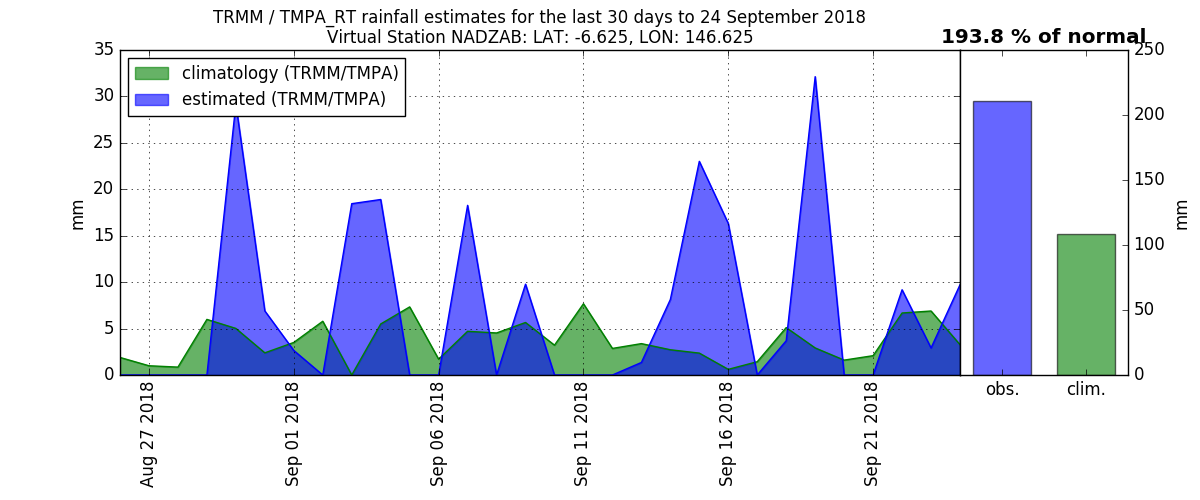 TRMM / TMPA_RT rainfall estimates for the last 30 days to 24 September 2018
Virtual Station NADZAB: LAT: -6.625, LON: 146.625
193.8 % of normal
climatology (TRMM/TMPA)
estimated (TRMM/TMPA)
35
30
25
20
15
10
5
0
mm
Aug 27 2018
Sep 01 2018
Sep 06 2018
Sep 11 2018
Sep 16 2018
Sep 21 2018
250
200
150
100
50
0
mm
obs.
clim.